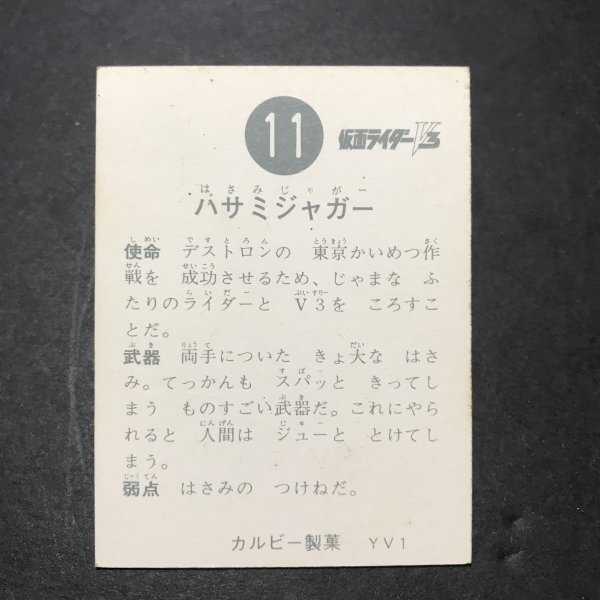 11 仮面ライダーV3
はさみじゃがー
ハサミジャガー
しめい ですとろん とうきょう さく
使命 デストロンの 東京かいめつ作
せん せいこう
戦を 成功させるため、じゃまな ふ
らいだー ぶいすりー
たりのライダーと V3を ころすこ
とだ。
ぶき りょうて だい
武器 両手についた きょ大な はさ
すぱっ
み。てっかんも スパッと きってし
ぶき
まう ものすごい武器だ。これにやら
にんげん じゅー
れると 人間は ジューと とけてし
まう。
じゃくてん
弱点 はさみの つけねだ。
カルビー製菓 YV1